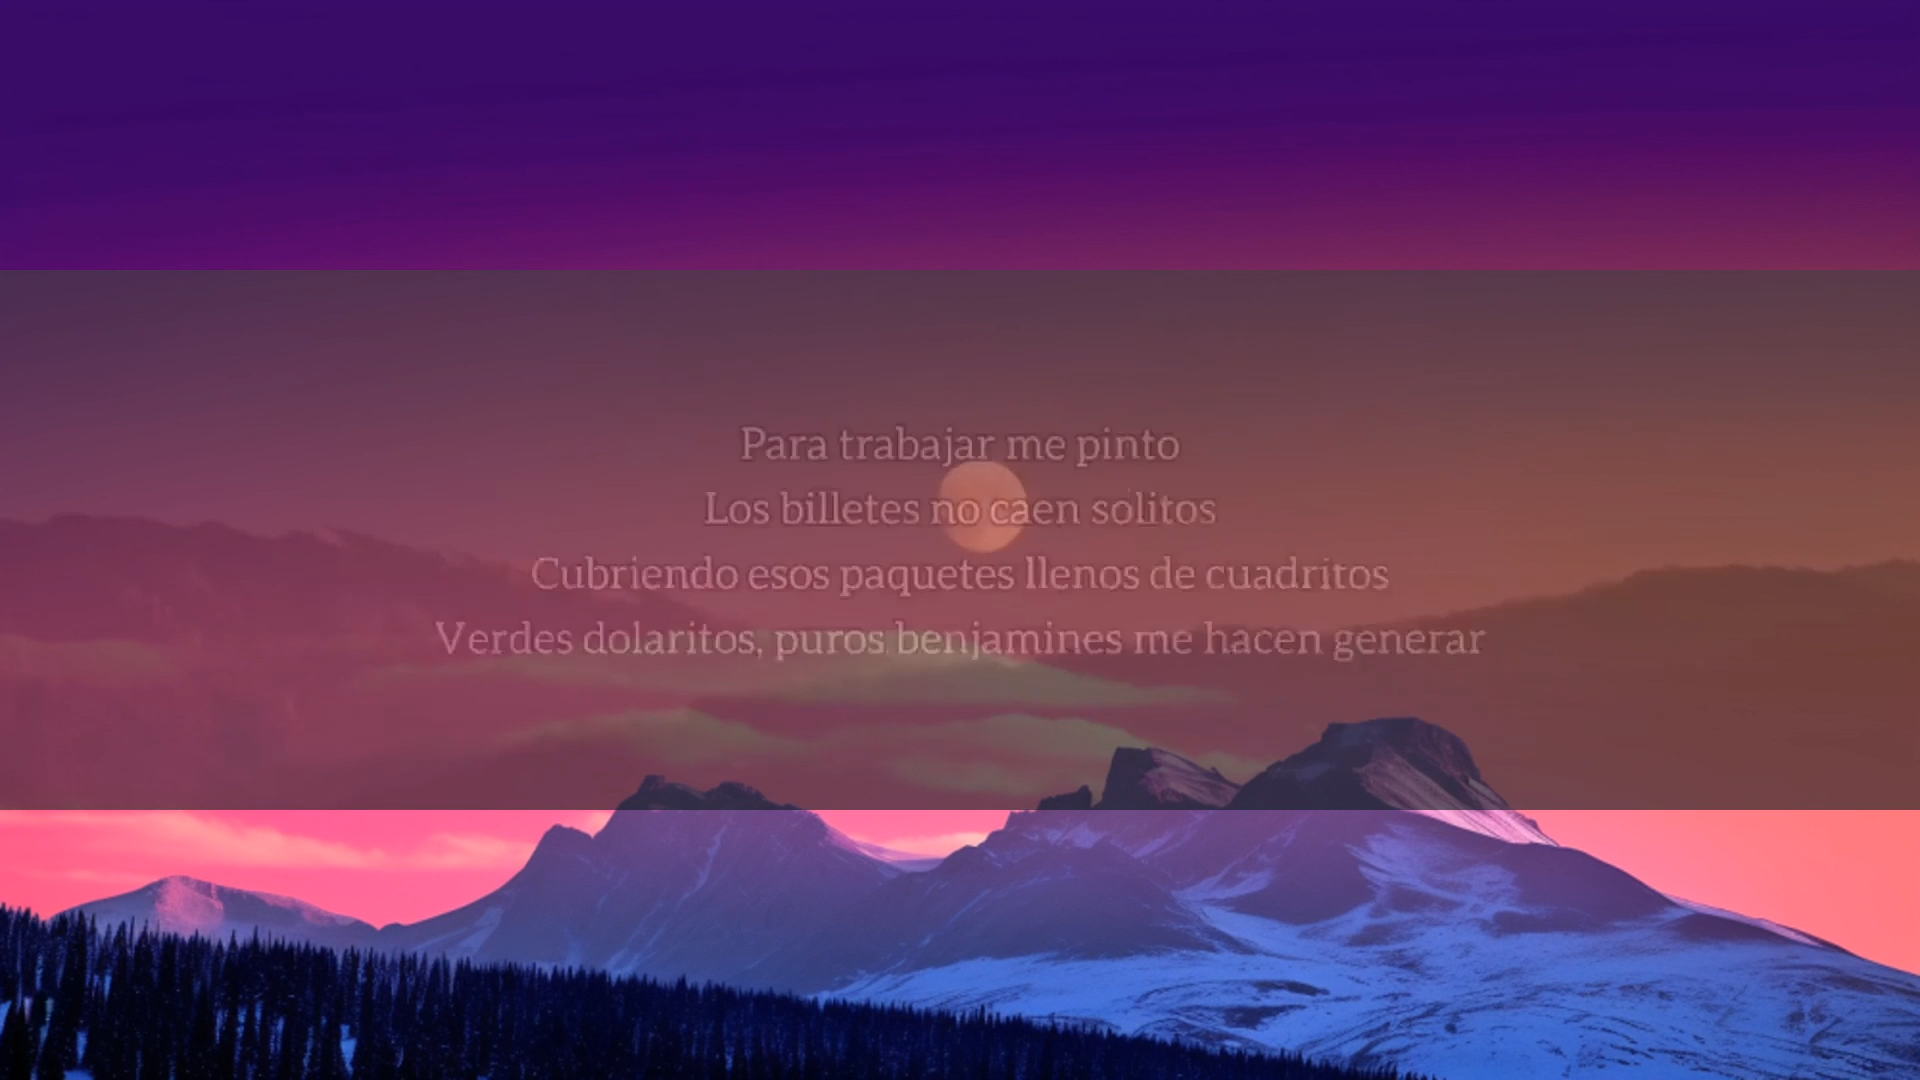 Para trabajar me pinto
Los billetes no caen solitos
Cubriendo esos paquetes llenos de cuadritos
Verdes dolaritos, puros benjamines me hacen generar